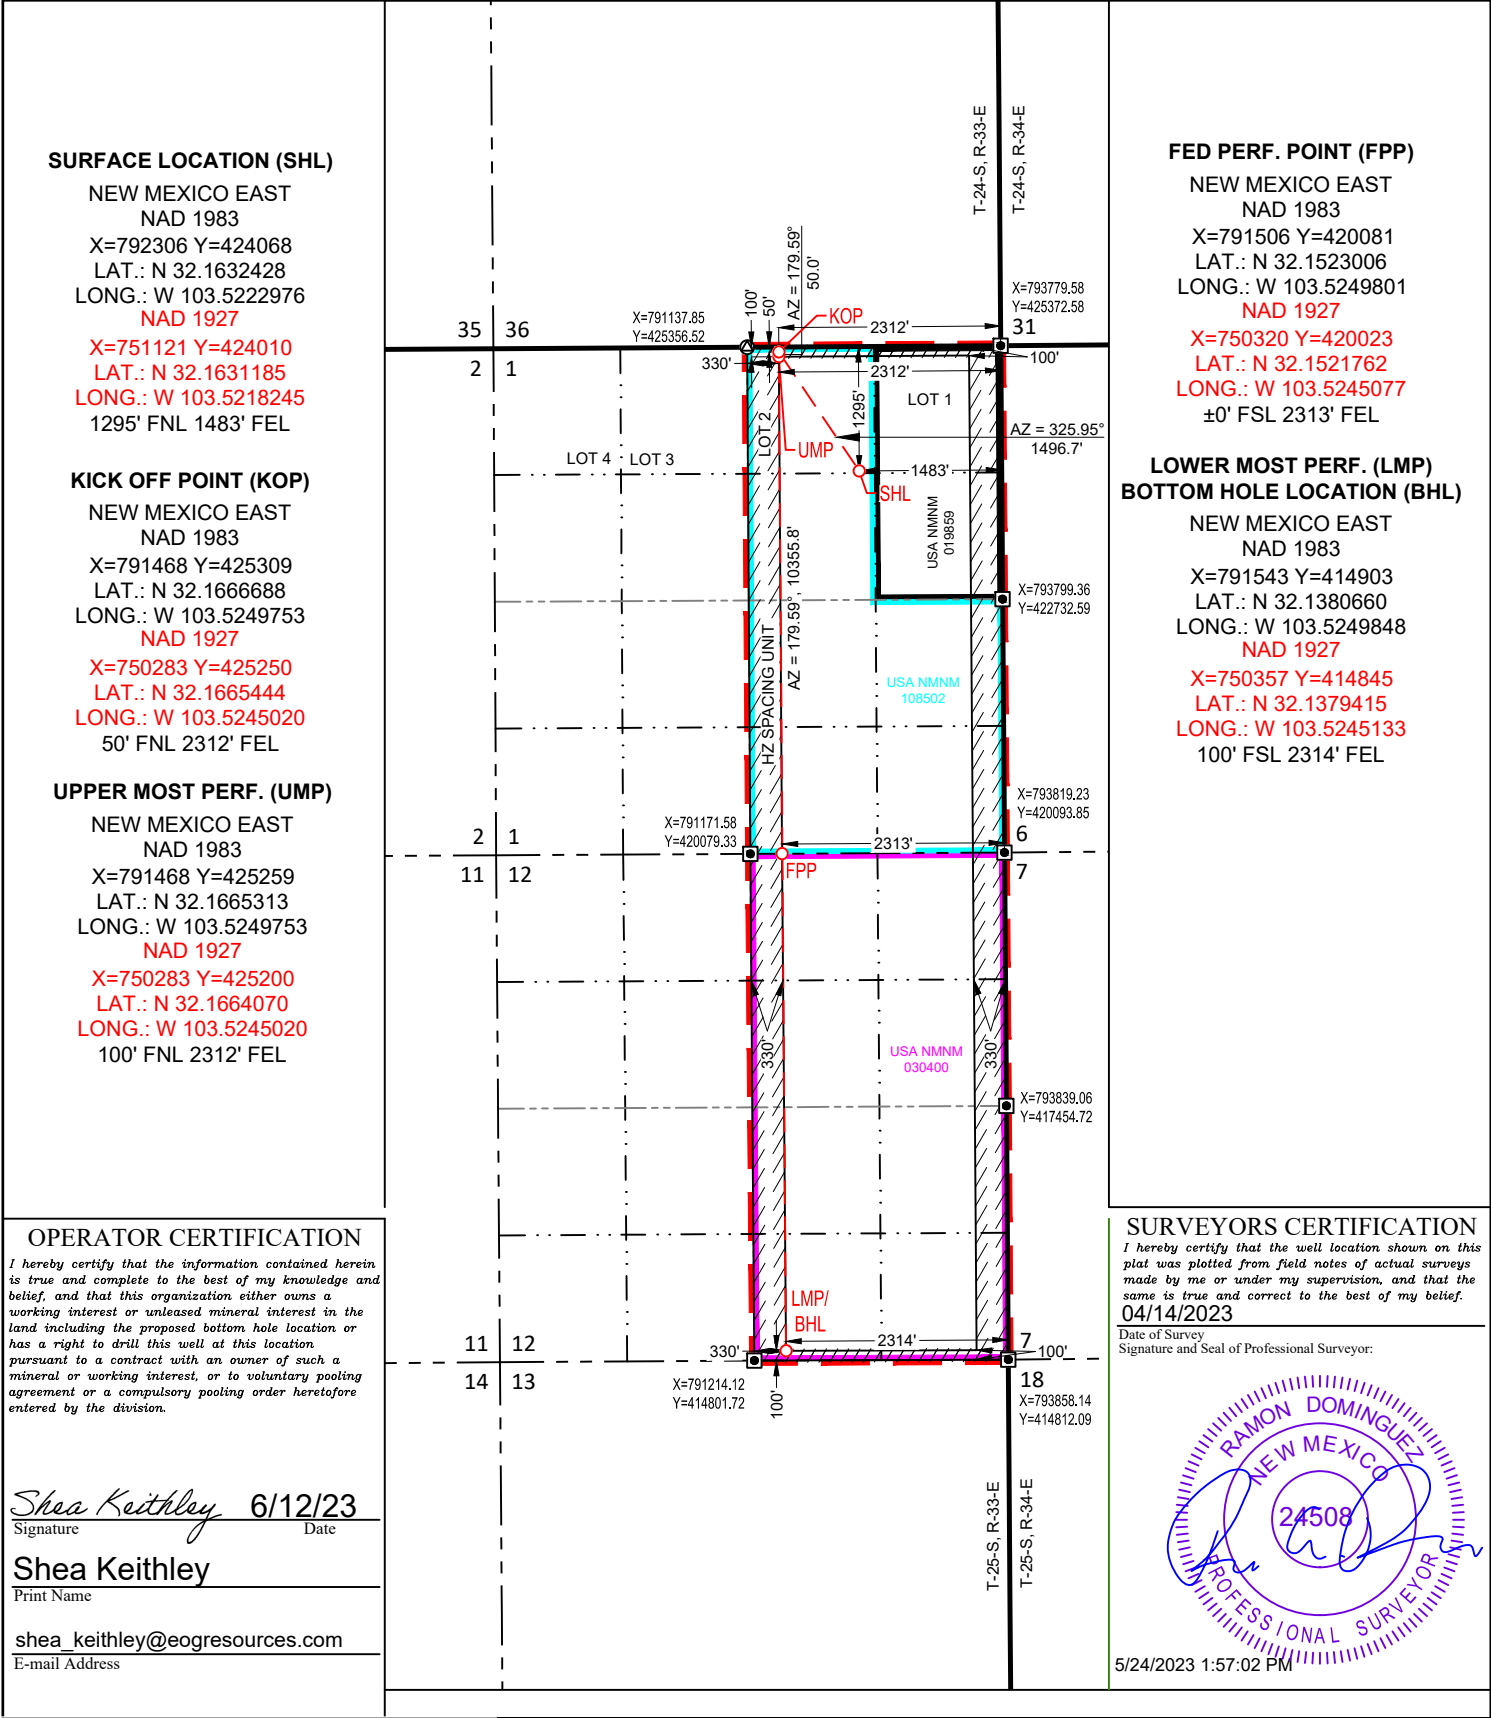 SURFACE LOCATION (SHL)
NEW MEXICO EAST
NAD 1983
X=792306 Y=424068
LAT.: N 32.1632428
LONG.: W 103.5222976
NAD 1927
X=751121 Y=424010
LAT.: N 32.1631185
LONG.: W 103.5218245
1295' FNL 1483' FEL
KICK OFF POINT (KOP)
NEW MEXICO EAST
NAD 1983
X=791468 Y=425309
LAT.: N 32.1666688
LONG.: W 103.5249753
NAD 1927
X=750283 Y=425250
LAT.: N 32.1665444
LONG.: W 103.5245020
50' FNL 2312' FEL
UPPER MOST PERF. (UMP)
NEW MEXICO EAST
NAD 1983
X=791468 Y=425259
LAT.: N 32.1665313
LONG.: W 103.5249753
NAD 1927
X=750283 Y=425200
LAT.: N 32.1664070
LONG.: W 103.5245020
100' FNL 2312' FEL
T-24-S, R-33-E
T-24-S, R-34-E
AZ = 179.59°
50.0'
100'
50'
X=793779.58
Y=425372.58
X=791137.85
Y=425356.52
KOP
2312'
35 36
31
2 1
330'
2312'
100'
1295'
LOT 1
LOT 2
UMP
AZ = 325.95°
1496.7'
LOT 4
LOT 3
1483'
SHL
USA NMNM
019859
AZ = 179.59°, 10355.8'
X=793799.36
Y=422732.59
HZ SPACING UNIT
USA NMNM
108502
X=793819.23
Y=420093.85
X=791171.58
Y=420079.33
2 1
2313'
6
11 12
FPP
7
330'
USA NMNM
030400
330'
X=793839.06
Y=417454.72
LMP/
BHL
11 12
2314'
7
330'
100'
14 13
18
X=791214.12
Y=414801.72
100'
X=793858.14
Y=414812.09
T-25-S, R-33-E
T-25-S, R-34-E
FED PERF. POINT (FPP)
NEW MEXICO EAST
NAD 1983
X=791506 Y=420081
LAT.: N 32.1523006
LONG.: W 103.5249801
NAD 1927
X=750320 Y=420023
LAT.: N 32.1521762
LONG.: W 103.5245077
±0' FSL 2313' FEL
LOWER MOST PERF. (LMP)
BOTTOM HOLE LOCATION (BHL)
NEW MEXICO EAST
NAD 1983
X=791543 Y=414903
LAT.: N 32.1380660
LONG.: W 103.5249848
NAD 1927
X=750357 Y=414845
LAT.: N 32.1379415
LONG.: W 103.5245133
100' FSL 2314' FEL
OPERATOR CERTIFICATION
I hereby certify that the information contained herein
is true and complete to the best of my knowledge and
belief, and that this organization either owns a
working interest or unleased mineral interest in the
land including the proposed bottom hole location or
has a right to drill this well at this location
pursuant to a contract with an owner of such a
mineral or working interest, or to voluntary pooling
agreement or a compulsory pooling order heretofore
entered by the division.
Shea Keithley 6/12/23
Signature Date
Shea Keithley
Print Name
shea_keithley@eogresources.com
E-mail Address
SURVEYORS CERTIFICATION
I hereby certify that the well location shown on this
plat was plotted from field notes of actual surveys
made by me or under my supervision, and that the
same is true and correct to the best of my belief.
04/14/2023
Date of Survey
Signature and Seal of Professional Surveyor:
RAMON DOMINGUEZ
NEW MEXICO
24508
PROFESSIONAL SURVEYOR
5/24/2023 1:57:02 PM